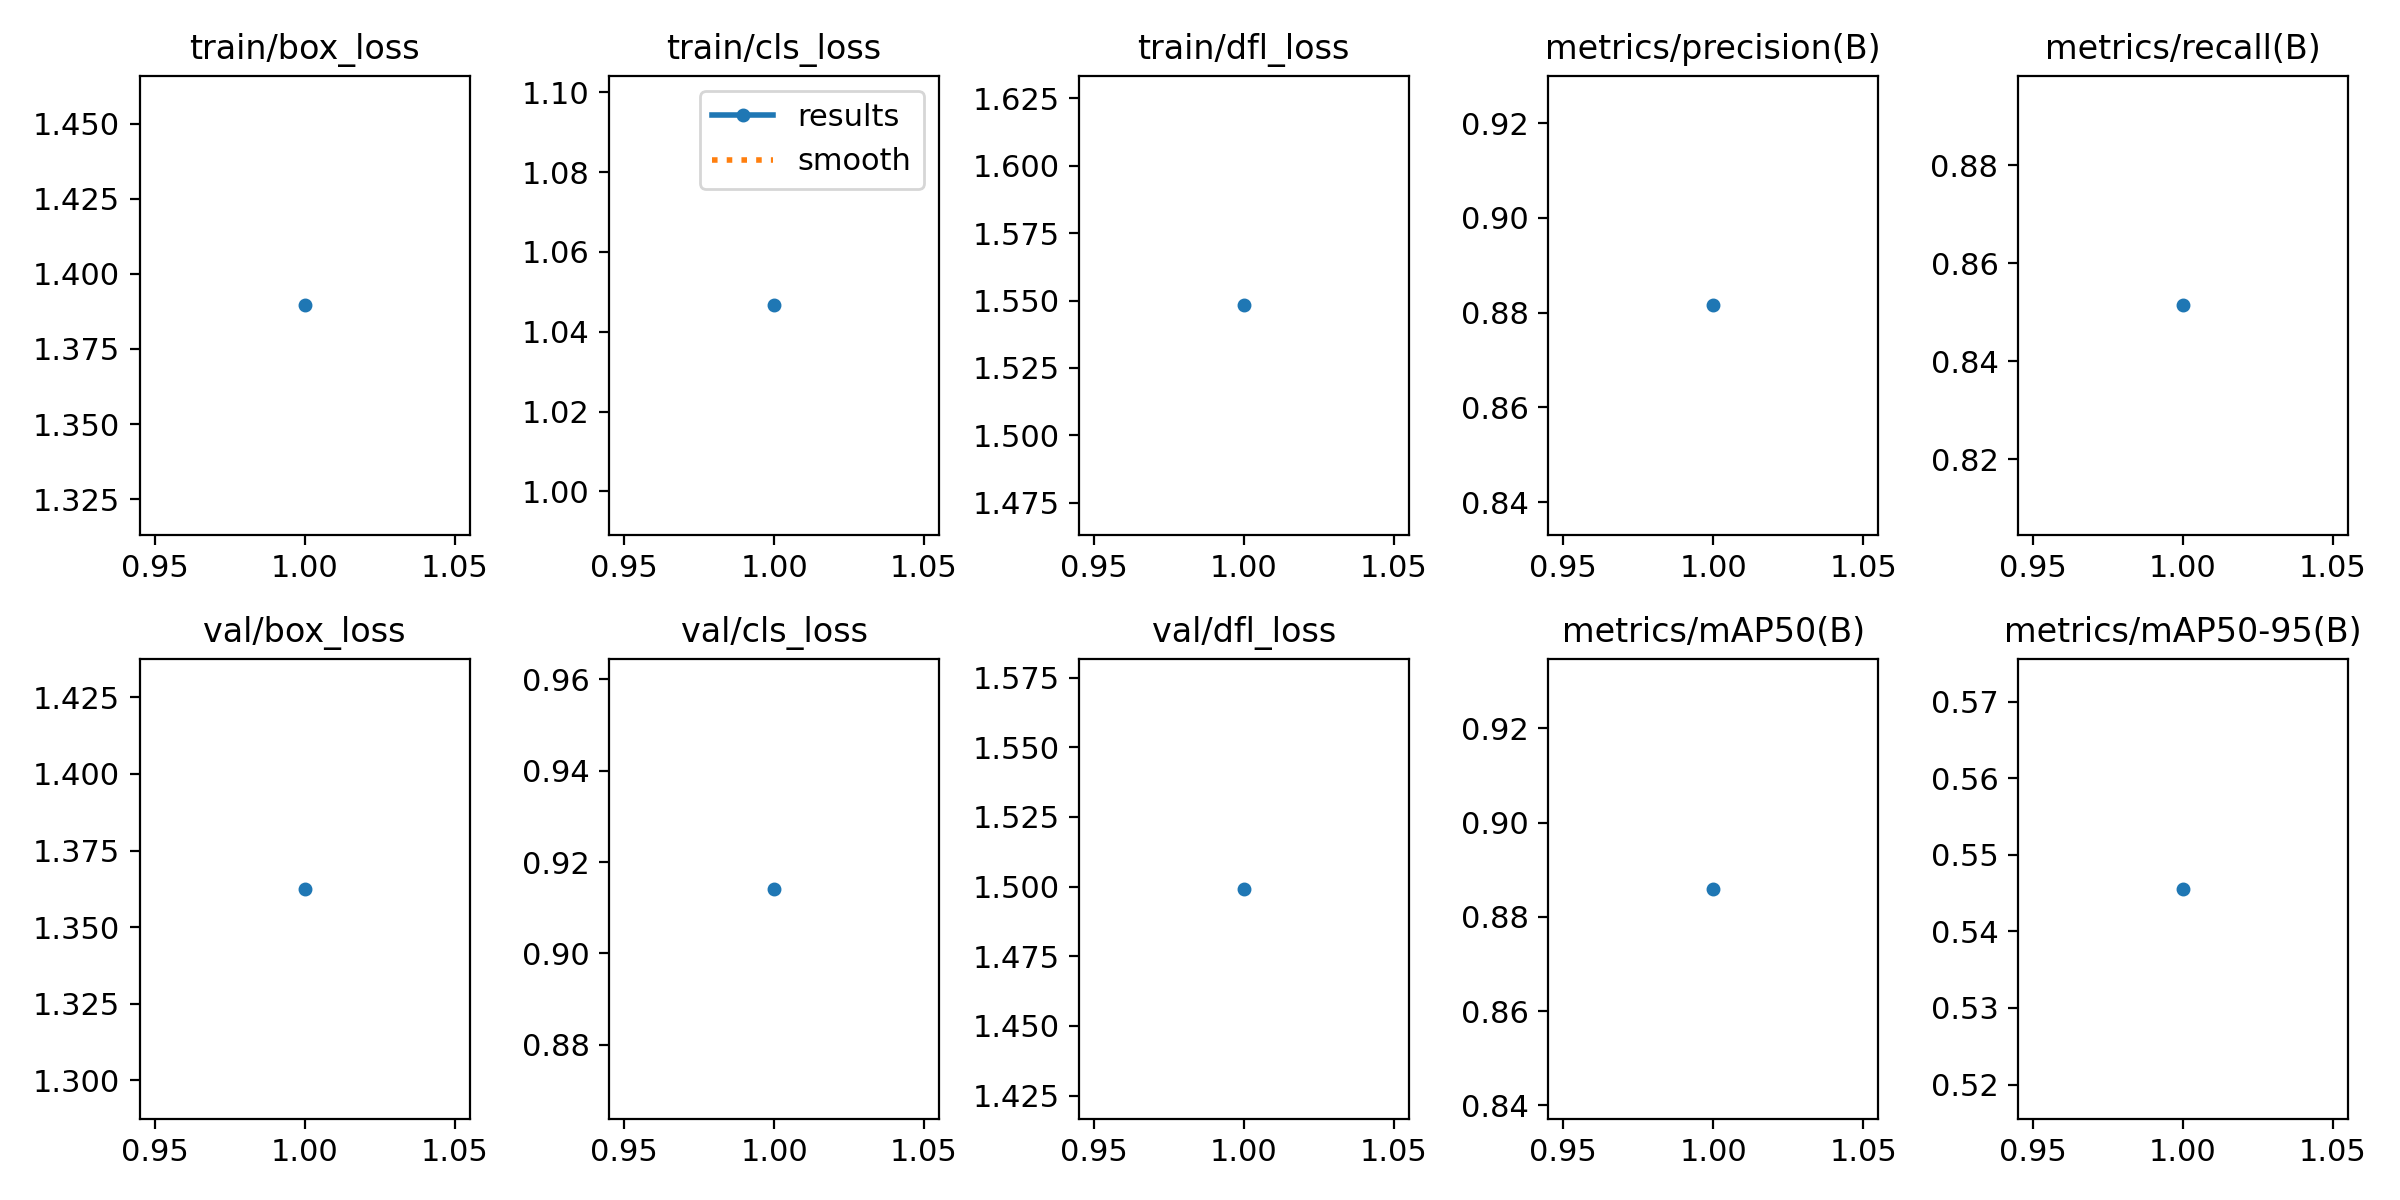 train/box_loss
1.450
1.425
1.400
1.375
1.350
1.325
0.95 1.00 1.05
train/cls_loss
results
smooth
1.10
1.08
1.06
1.04
1.02
1.00
0.95 1.00 1.05
train/dfl_loss
1.625
1.600
1.575
1.550
1.525
1.500
1.475
0.95 1.00 1.05
metrics/precision(B)
0.92
0.90
0.88
0.86
0.84
0.95 1.00 1.05
metrics/recall(B)
0.88
0.86
0.84
0.82
0.95 1.00 1.05
val/box_loss
1.425
1.400
1.375
1.350
1.325
1.300
0.95 1.00 1.05
val/cls_loss
0.96
0.94
0.92
0.90
0.88
0.95 1.00 1.05
val/dfl_loss
1.575
1.550
1.525
1.500
1.475
1.450
1.425
0.95 1.00 1.05
metrics/mAP50(B)
0.92
0.90
0.88
0.86
0.84
0.95 1.00 1.05
metrics/mAP50-95(B)
0.57
0.56
0.55
0.54
0.53
0.52
0.95 1.00 1.05